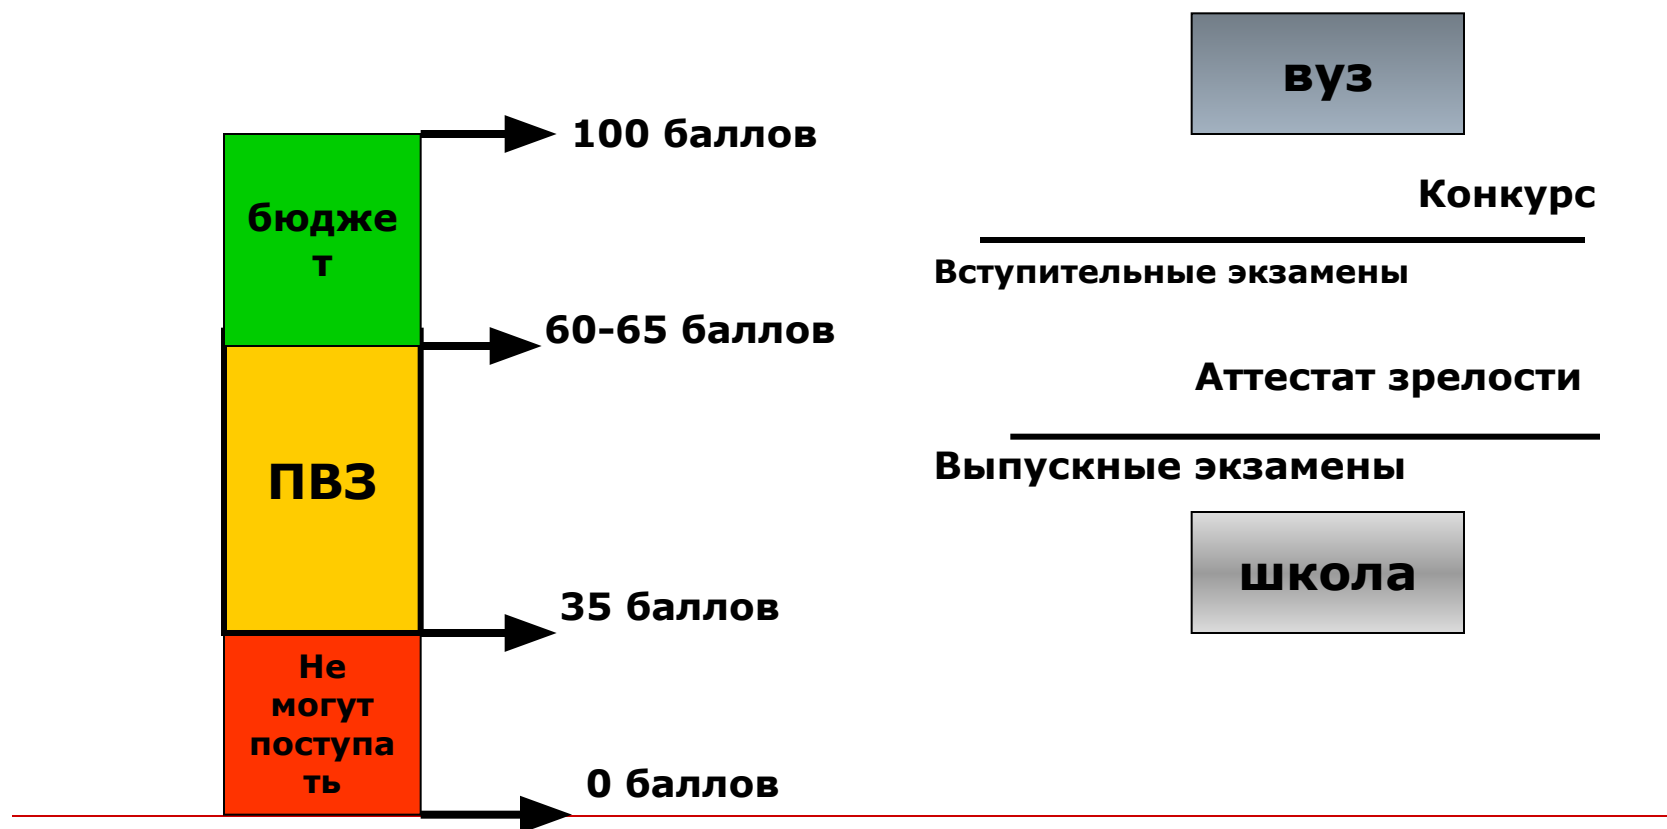 вуз
100 баллов
Конкурс
бюдже
т
Вступительные экзамены
60-65 баллов
Аттестат зрелости
Выпускные экзамены
ПВЗ
школа
35 баллов
Не
могут
поступа
ть
0 баллов